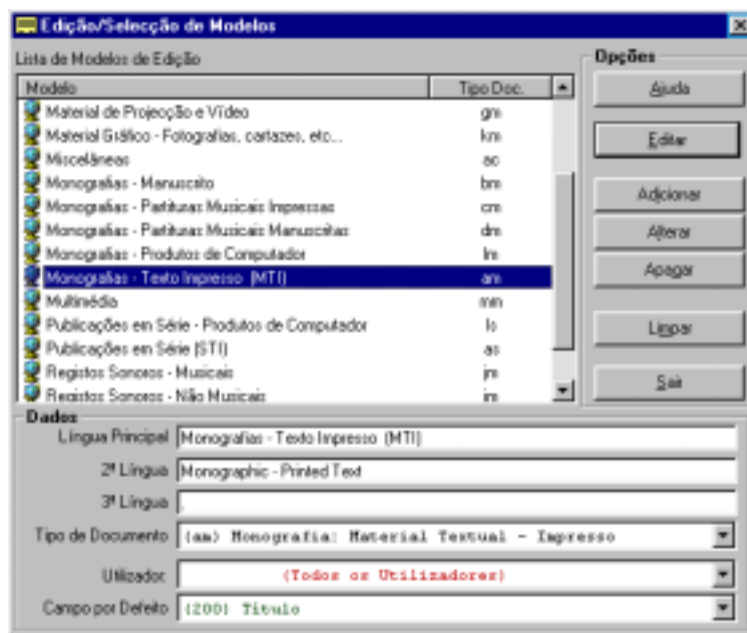 Edição/Selecção de Modelos
Lista de Modelos de Edição
Opções
Modelo Tipo Doc.
Ajuda
Material de Projecção e Vídeo gm
Material Gráfico - Fotografias, cartazes, etc... km
Editar
Miscelâneas ac
Monografias - Manuscrito bm
Adicionar
Monografias - Partituras Musicais Impressas cm
Monografias - Partituras Musicais Manuscritas dm
Alterar
Monografias - Produtos de Computador lm
Monografias - Texto Impresso (MTI) am
Apagar
Multimédia mm
Publicações em Série - Produtos de Computador ls
Limpar
Publicações em Série (STI) as
Registos Sonoros - Musicais jm
Sair
Registos Sonoros - Não Musicais im
Dados
Língua Principal Monografias - Texto Impresso (MTI)
2ª Língua Monographic - Printed Text
3ª Língua .
Tipo de Documento (am) Monografia: Material Textual - Impresso
Utilizador: (Todos os Utilizadores)
Campo por Defeito (200) Título